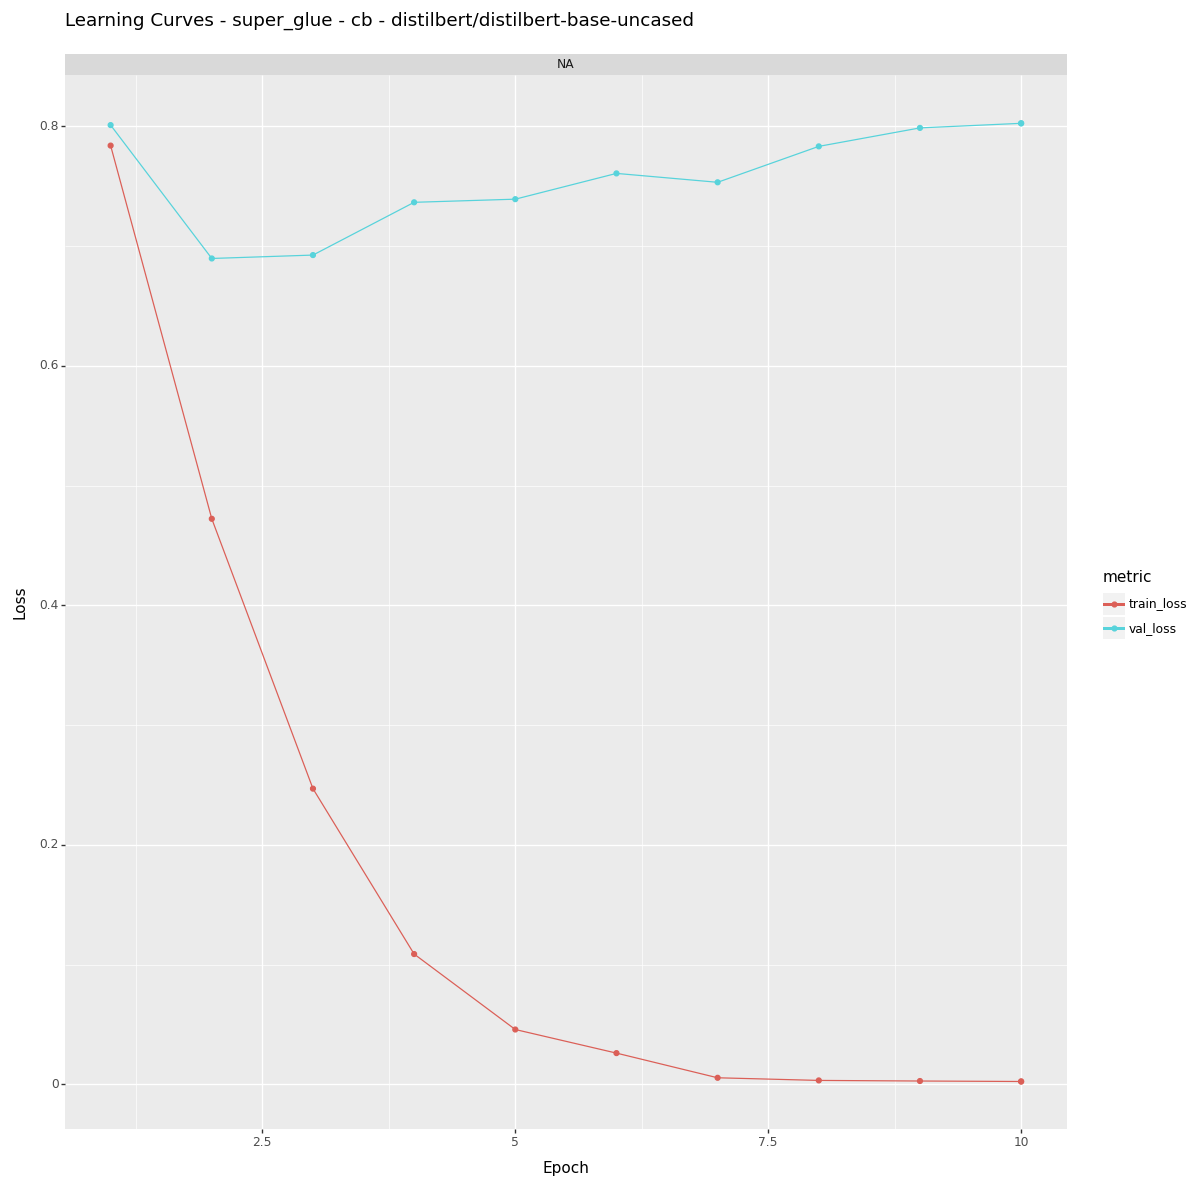 Learning Curves - super_glue - cb - distilbert/distilbert-base-uncased
NA
0.8
0.6
0.4
0.2
0
Loss
2.5
5
7.5
10
Epoch
metric
train_loss
val_loss